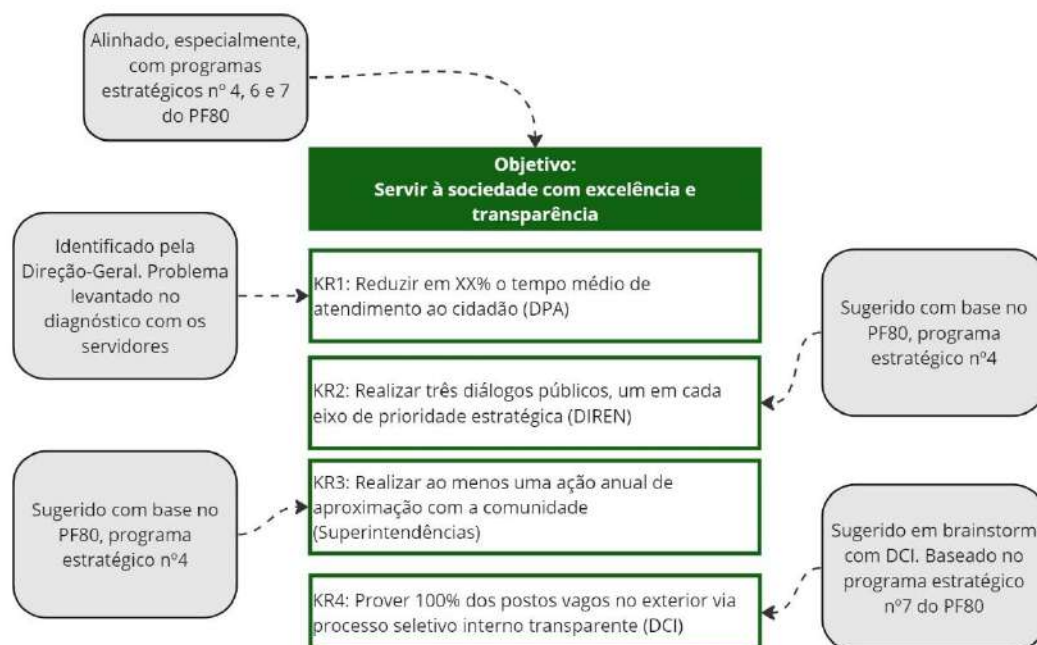 Alinhado, especialmente,
com programas
estratégicos nº 4, 6 e 7
do PF80
Objetivo:
Servir à sociedade com excelência e
transparência
Identificado pela
Direção-Geral. Problema
levantado no
diagnóstico com os
servidores
KR1: Reduzir em XX% o tempo médio de
atendimento ao cidadão (DPA)
Sugerido com base no
PF80, programa
estratégico nº4
KR2: Realizar três diálogos públicos, um em cada
eixo de prioridade estratégica (DIREN)
Sugerido com base no
PF80, programa
estratégico nº4
KR3: Realizar ao menos uma ação anual de
aproximação com a comunidade
(Superintendências)
Sugerido em brainstorm
com DCI. Baseado no
programa estratégico
nº7 do PF80
KR4: Prover 100% dos postos vagos no exterior via
processo seletivo interno transparente (DCI)